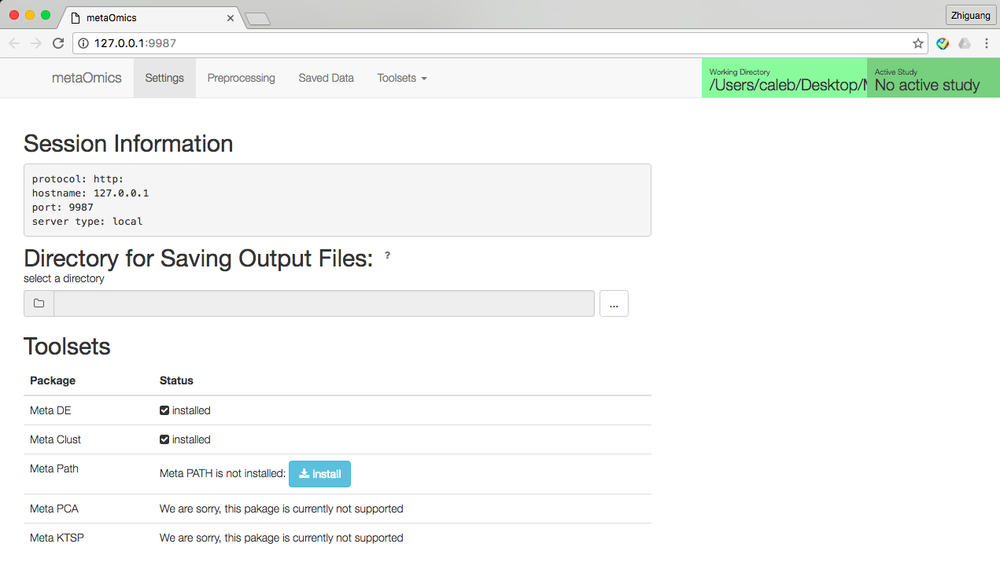 metaOmics
Zhiguang
127.0.0.1:9987
metaOmics Settings Preprocessing Saved Data Toolsets
Working Directory
/Users/caleb/Desktop/M
Active Study
No active study
Session Information
protocol: http:
hostname: 127.0.0.1
port: 9987
server type: local
Directory for Saving Output Files: ?
select a directory
...
Toolsets
Package Status
Meta DE installed
Meta Clust installed
Meta Path Meta PATH is not installed: install
Meta PCA We are sorry, this pakage is currently not supported
Meta KTSP We are sorry, this pakage is currently not supported